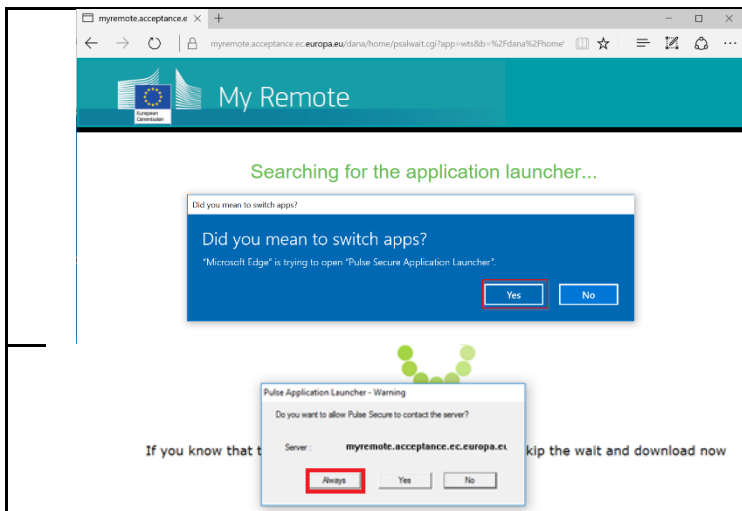 myremote.acceptance.e
myremote.acceptance.ec.europa.eu/dana/home/psalwait.cgi?app=wts&ib=%2Fdana%2Fhome'
European
Commission
My Remote
Searching for the application launcher...
Did you mean to switch apps?
Did you mean to switch apps?
"Microsoft Edge" is trying to open "Pulse Secure Application Launcher".
Yes No
Pulse Application Launcher - Warning
Do you want to allow Pulse Secure to contact the server?
Server : myremote.acceptance.ec.europa.eu
If you know that t kip the wait and download now
Always Yes No